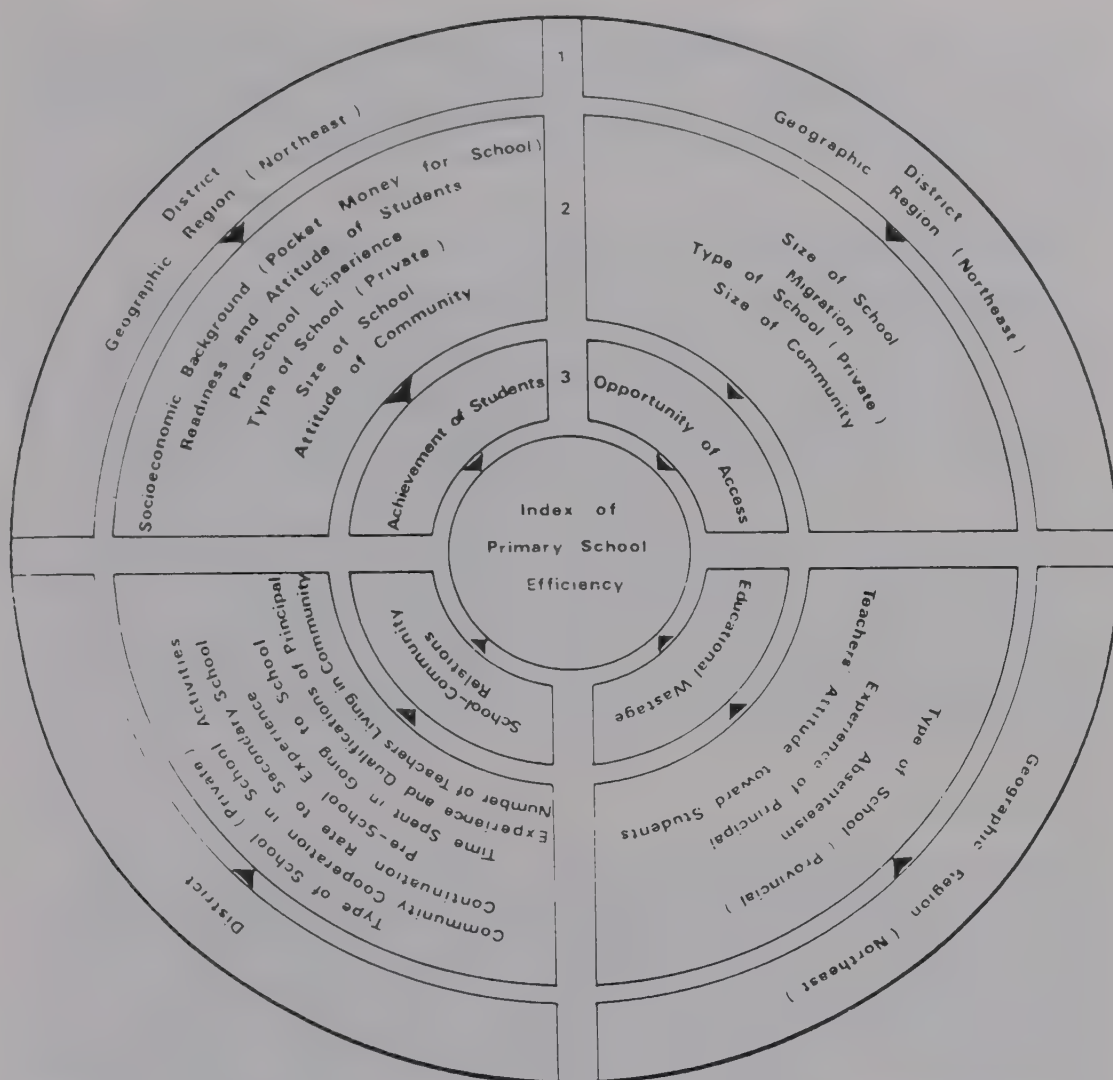 1
District
Geographic Region (Northeast)
2
Socioeconomic Background (Pocket Money for School)
Readiness and Attitude of Students
Pre-School Experience
Type of School (Private)
Size of School
Attitude of Community
3
Achievement of Students
District
Geographic Region (Northeast)
Size of School
Migration
Type of School (Private)
Size of Community
Opportunity of Access
Index of
Primary School
Efficiency
School-Community
Relations
Number of Teachers Living in Community
Experience and Qualifications of Principal
Time Spent in Going to School
Pre-School Experience
Continuation Rate to Secondary School
Community Cooperation in School Activities
Type of School (Private)
District
Educational Wastage
Teachers' Attitude toward Students
Experience of Principal
Absenteeism
Type of School (Provincial)
Geographic Region (Northeast)